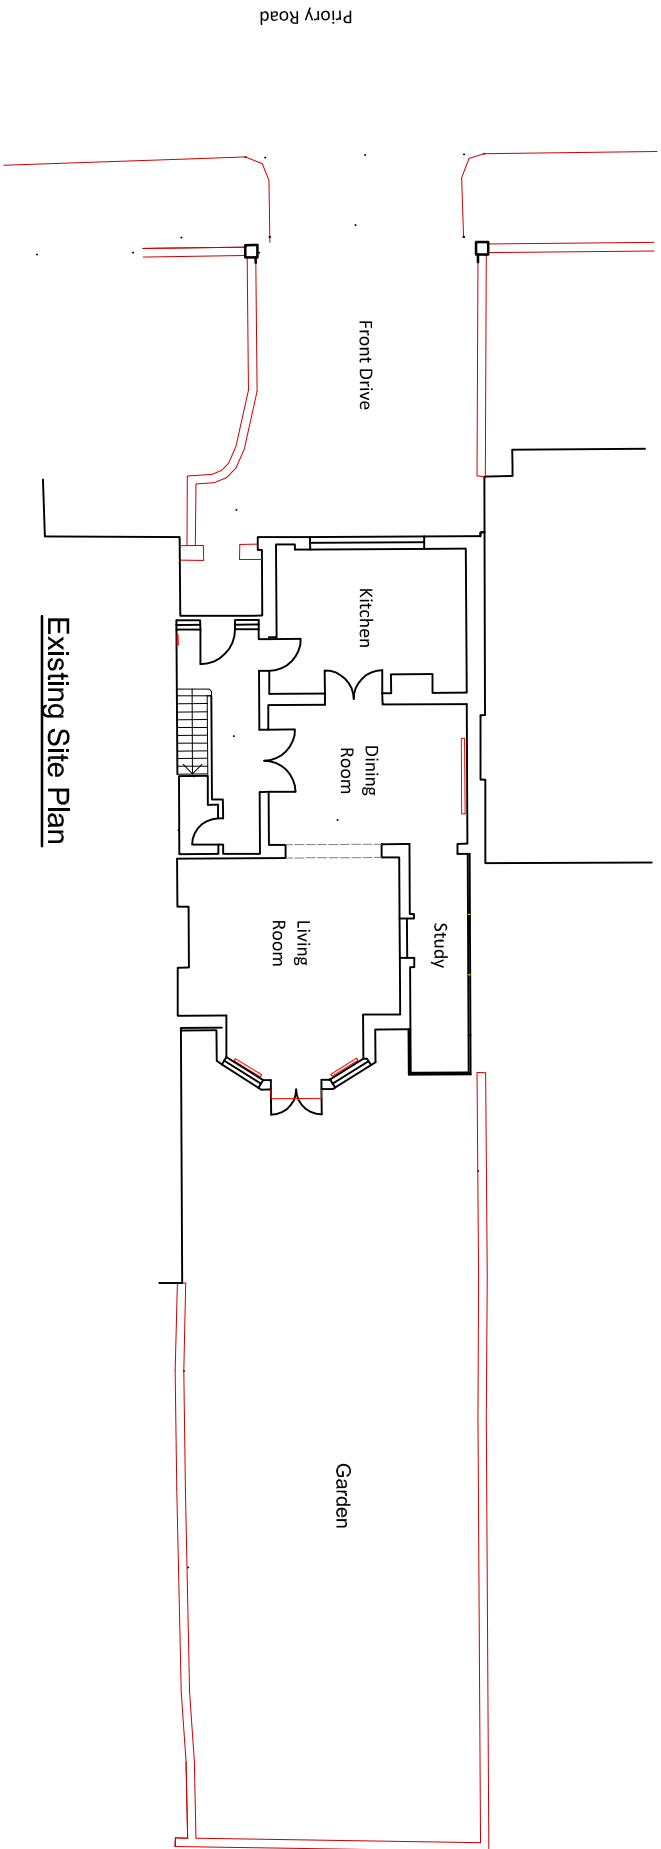 Priory Road
Front Drive
Kitchen
Dining
Room
Living
Room
Study
Garden
Existing Site Plan